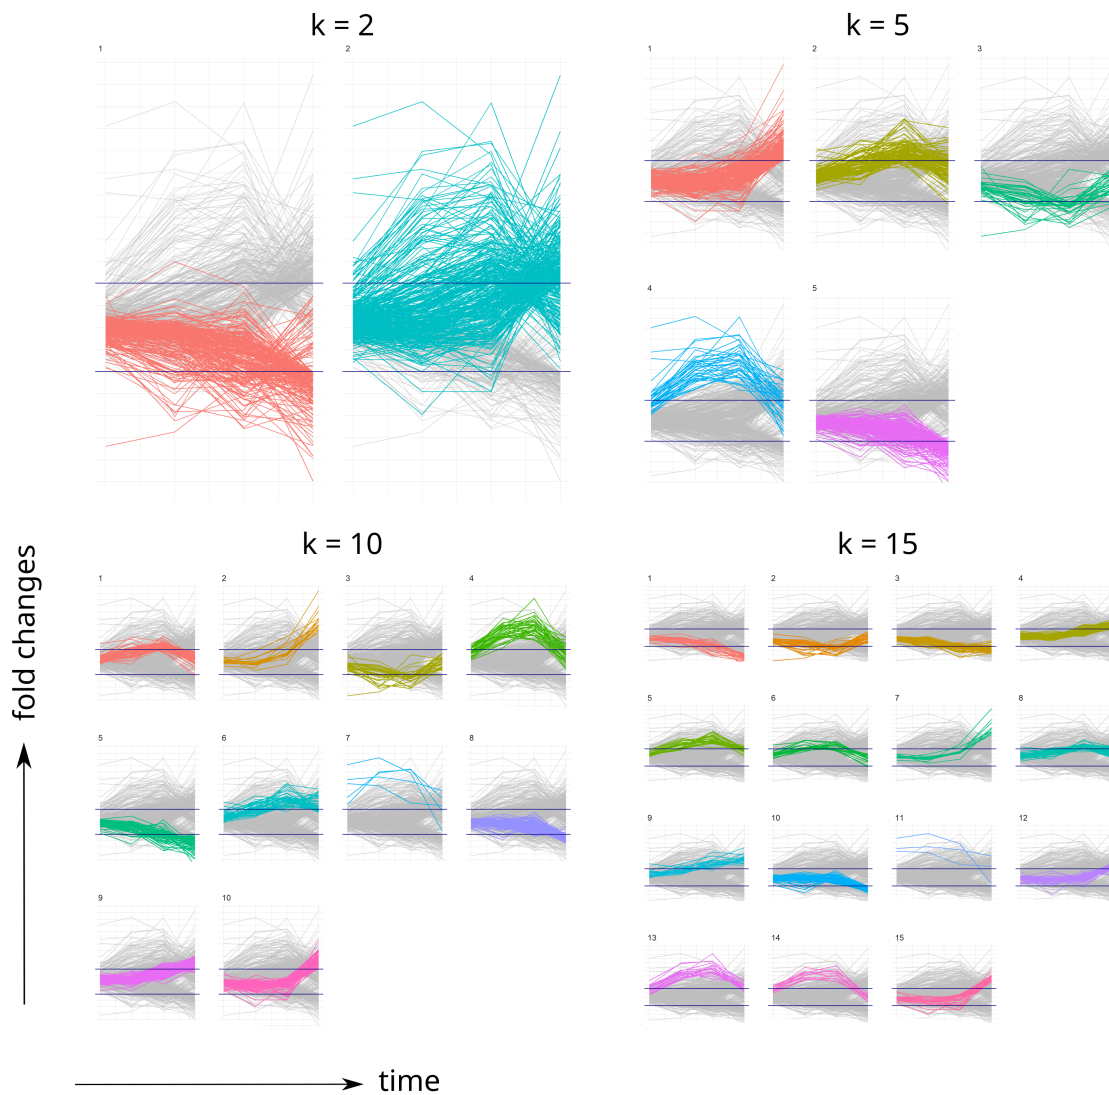 k = 2
1 2
k = 5
1 2 3
4 5
k = 10
1 2 3 4
5 6 7 8
9 10
k = 15
1 2 3 4
5 6 7 8
9 10 11 12
13 14 15
fold changes
time